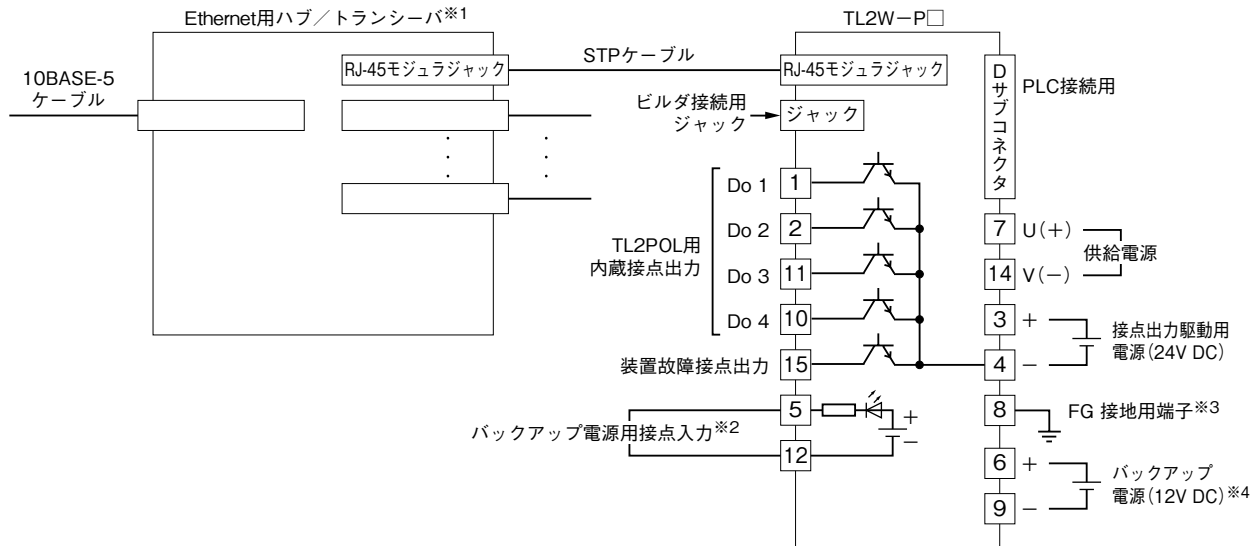 Ethernet用ハブ／トランシーバ※1
TL2W－P□
10BASE-5
ケーブル
RJ-45モジュラジャック
STPケーブル
RJ-45モジュラジャック
ビルダ接続用
ジャック
ジャック
Dサブコネクタ
PLC接続用
TL2POL用
内蔵接点出力
Do 1
1
Do 2
2
Do 3
11
Do 4
10
装置故障接点出力
15
バックアップ電源用接点入力※2
5
12
+
−
7
U(+)
14
V(−)
供給電源
3
+
4
−
接点出力駆動用
電源(24V DC)
8
FG 接地用端子※3
6
+
9
−
バックアップ
電源(12V DC)※4